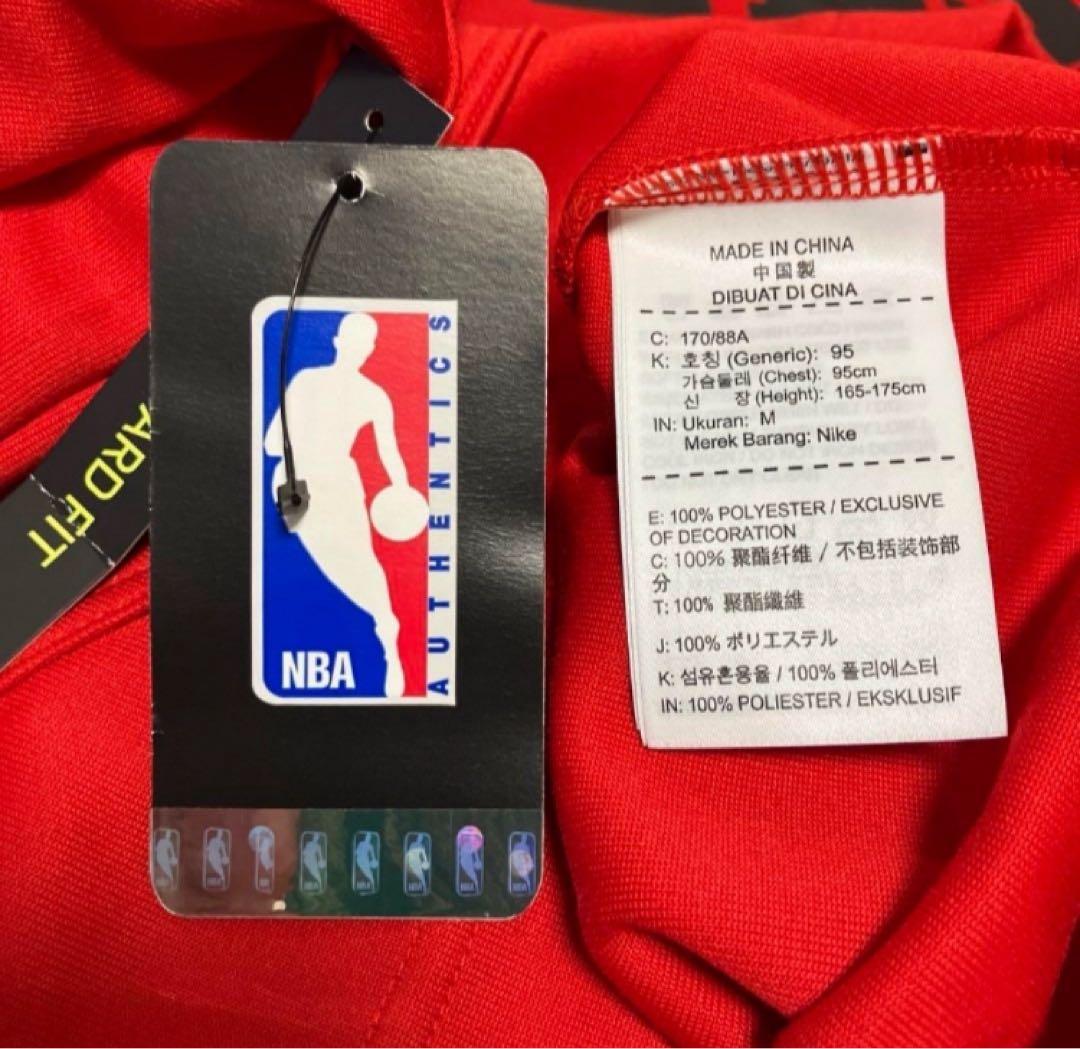 ARD FIT
AUTHENTICS
NBA
MADE IN CHINA
中国製
DIBUAT DI CINA
C: 170/88A
K: 호칭 (Generic): 95
가슴둘레 (Chest): 95cm
신 장 (Height): 165-175cm
IN: Ukuran: M
Merek Barang: Nike
E: 100% POLYESTER / EXCLUSIVE
OF DECORATION
C: 100% 聚酯纤维 / 不包括装饰部
分
T: 100% 聚酯纖維
J: 100% ポリエステル
K: 섬유혼용율 / 100% 폴리에스터
IN: 100% POLIESTER / EKSKLUSIF